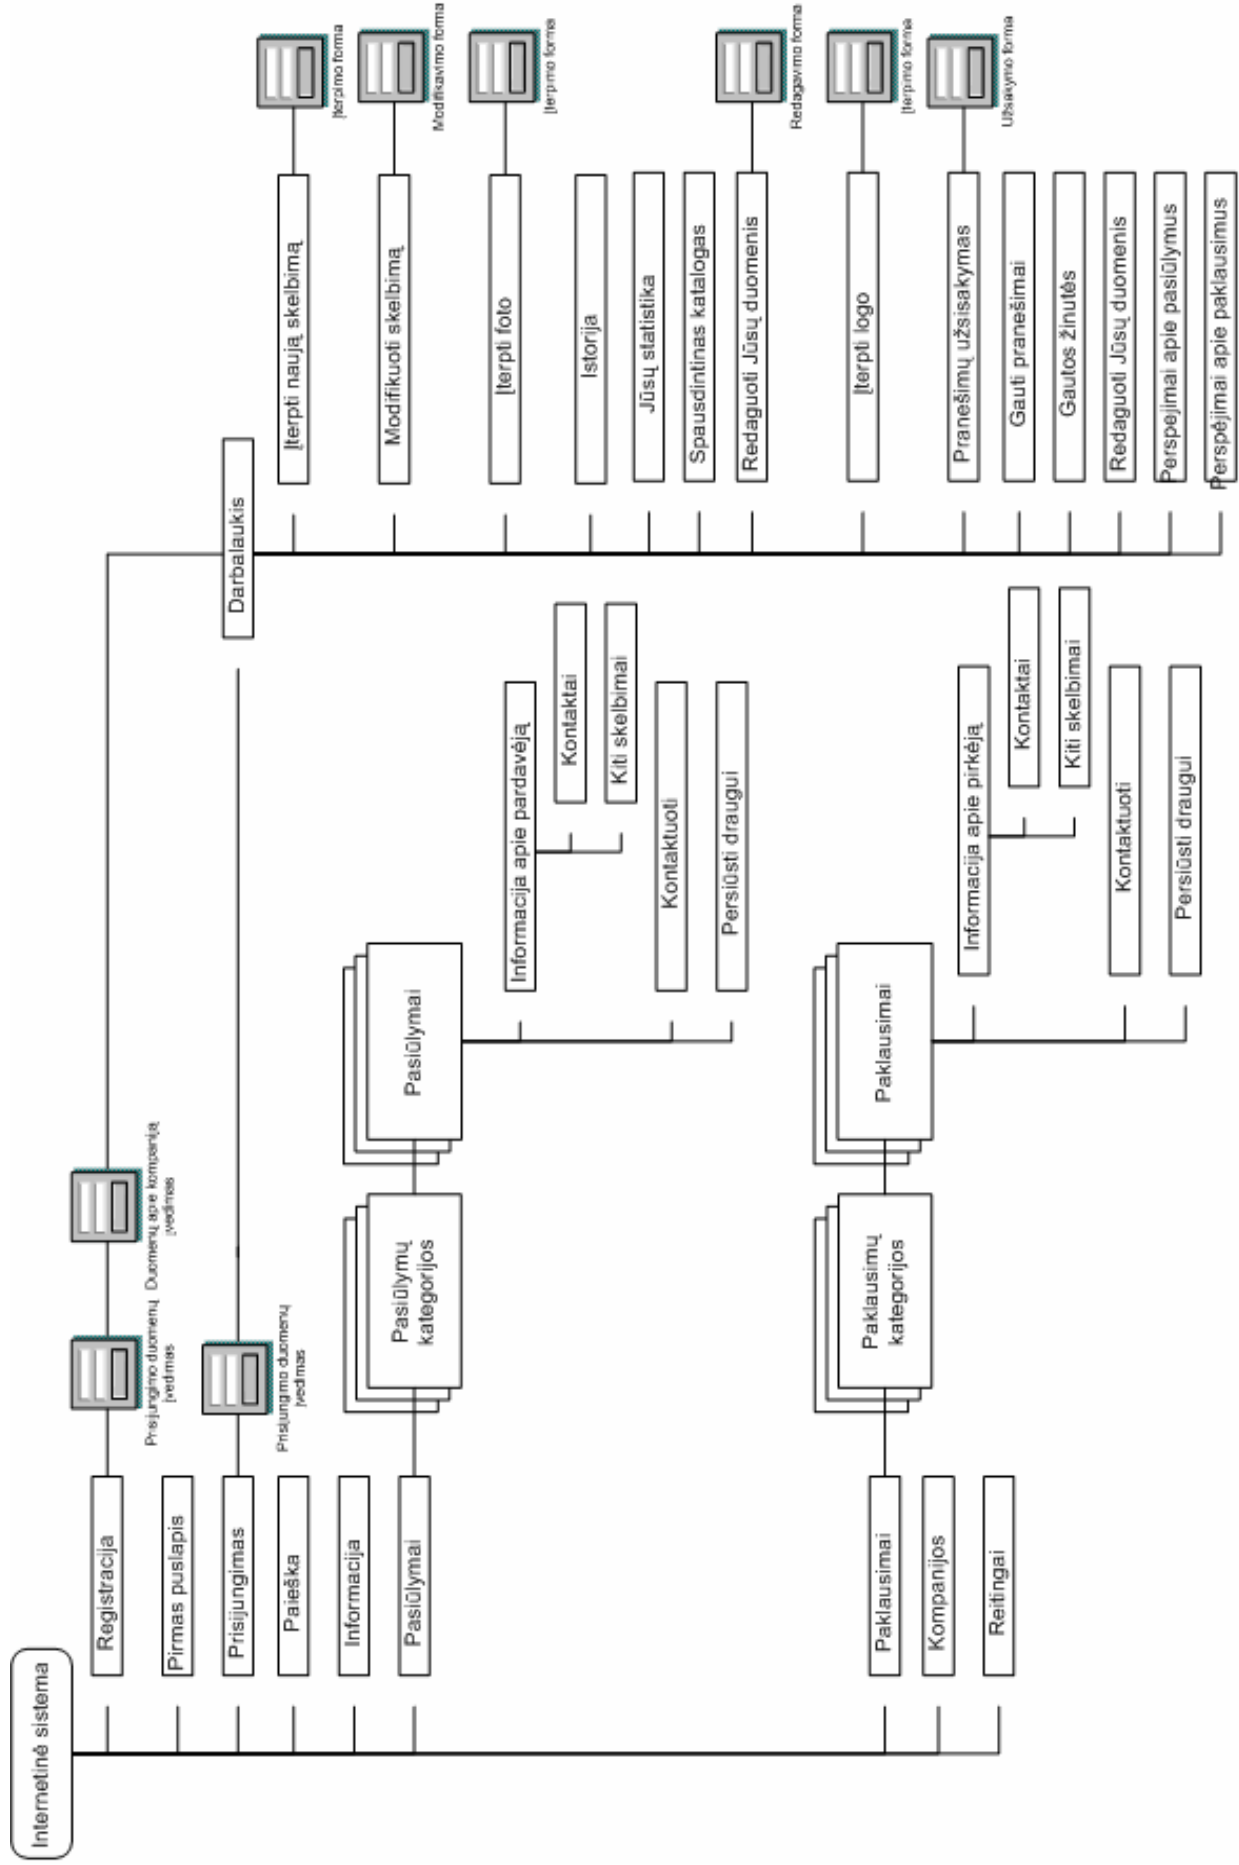 Internetinė sistema
Registracija
Prisijungimo duomenų
įvedimas
Duomenų apie kompaniją
įvedimas
Pirmas puslapis
Prisijungimas
Prisijungimo duomenų
įvedimas
Darbalaukis
Paieška
Informacija
Pasiūlymai
Pasiūlymų
kategorijos
Pasiūlymai
Informacija apie pardavėją
Kontaktai
Kiti skelbimai
Kontaktuoti
Persiūsti draugui
Paklausimai
Paklausimų
kategorijos
Paklausimai
Informacija apie pirkėją
Kontaktai
Kiti skelbimai
Kontaktuoti
Persiūsti draugui
Kompanijos
Reitingai
Įterpti naują skelbimą
Įterpimo forma
Modifikuoti skelbimą
Modifikavimo forma
Įterpti foto
Įterpimo forma
Istorija
Jūsų statistika
Spausdintinas katalogas
Redaguoti Jūsų duomenis
Redagavimo forma
Įterpti logo
Įterpimo forma
Pranešimų užsisakymas
Užsakymo forma
Gauti pranešimai
Gautos žinutės
Redaguoti Jūsų duomenis
Perspėjimai apie pasiūlymus
Perspėjimai apie paklausimus